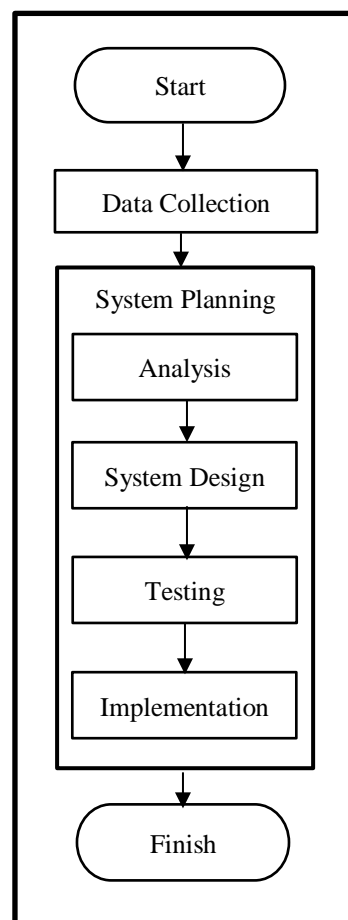 Start
Data Collection
System Planning
Analysis
System Design
Testing
Implementation
Finish